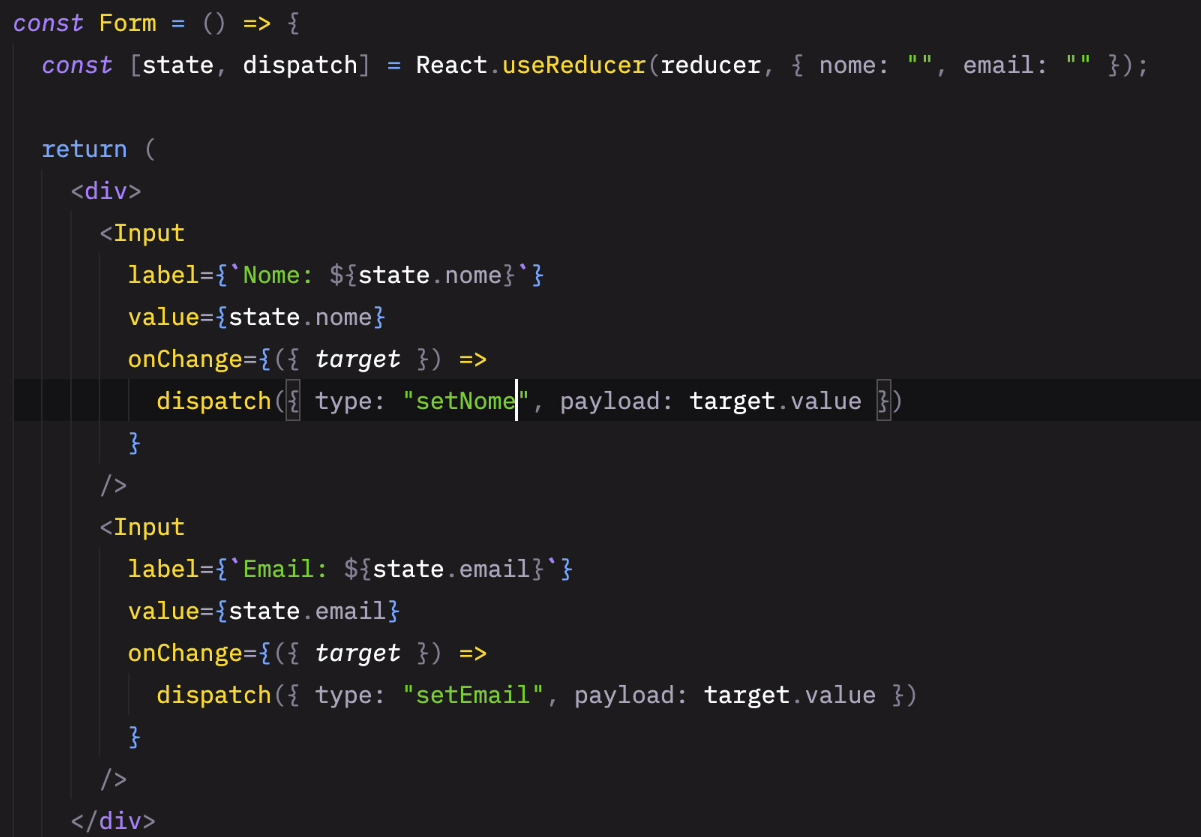 const Form = () => {
  const [state, dispatch] = React.useReducer(reducer, { nome: "", email: "" });

  return (
    <div>
      <Input
        label={`Nome: ${state.nome}`}
        value={state.nome}
        onChange={({ target }) =>
          dispatch({ type: "setNome", payload: target.value })
        }
      />
      <Input
        label={`Email: ${state.email}`}
        value={state.email}
        onChange={({ target }) =>
          dispatch({ type: "setEmail", payload: target.value })
        }
      />
    </div>